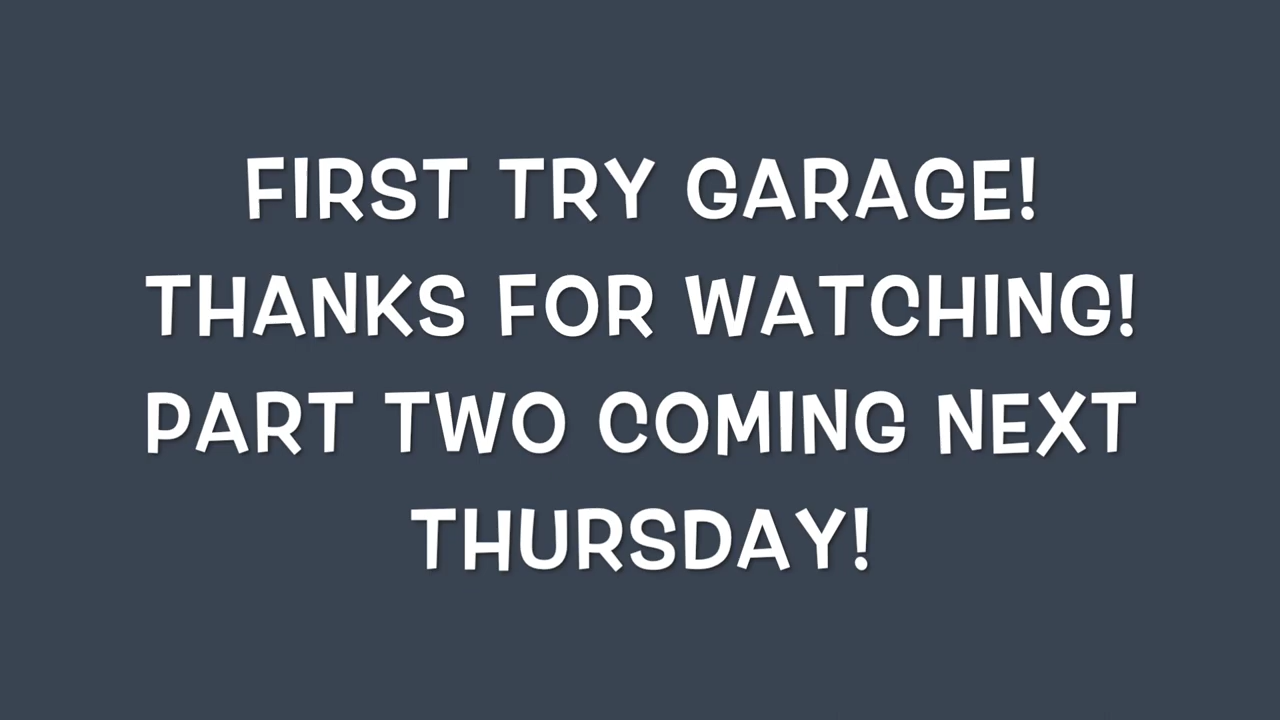 FIRST TRY GARAGE!
THANKS FOR WATCHING!
PART TWO COMING NEXT
THURSDAY!